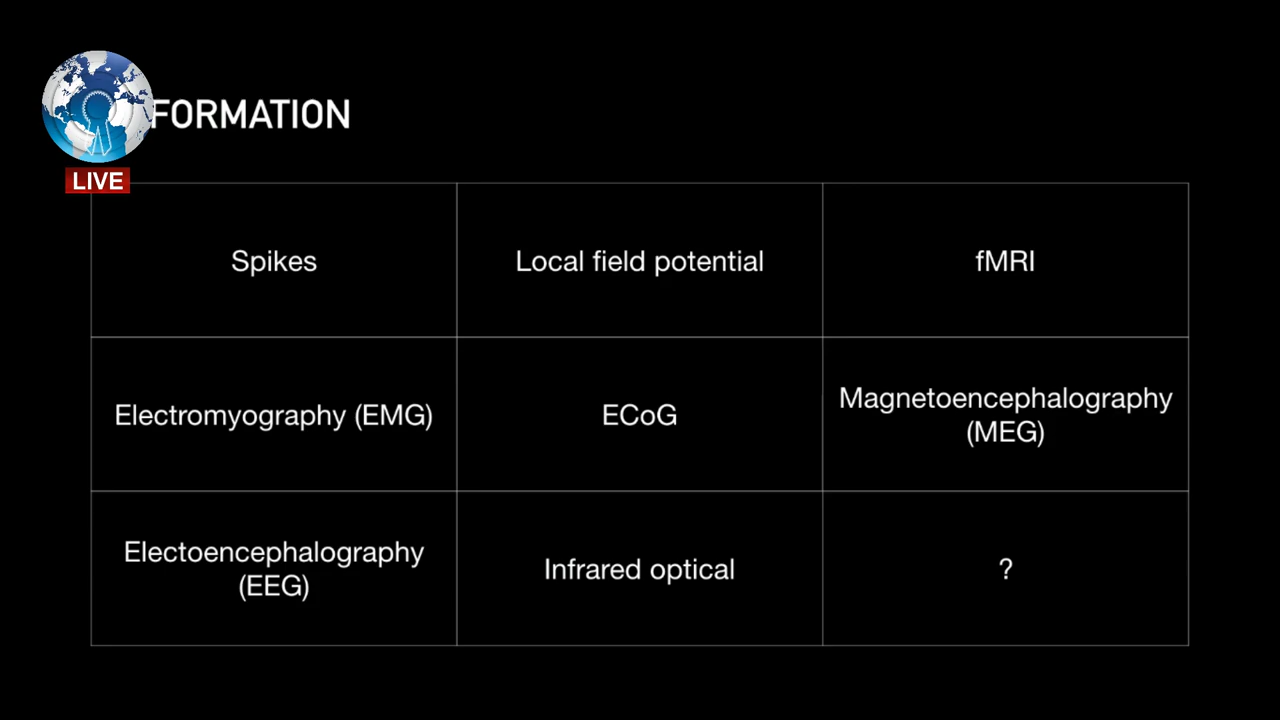 FORMATION
LIVE
Spikes
Local field potential
fMRI
Electromyography (EMG)
ECoG
Magnetoencephalography
(MEG)
Electoencephalography
(EEG)
Infrared optical
?